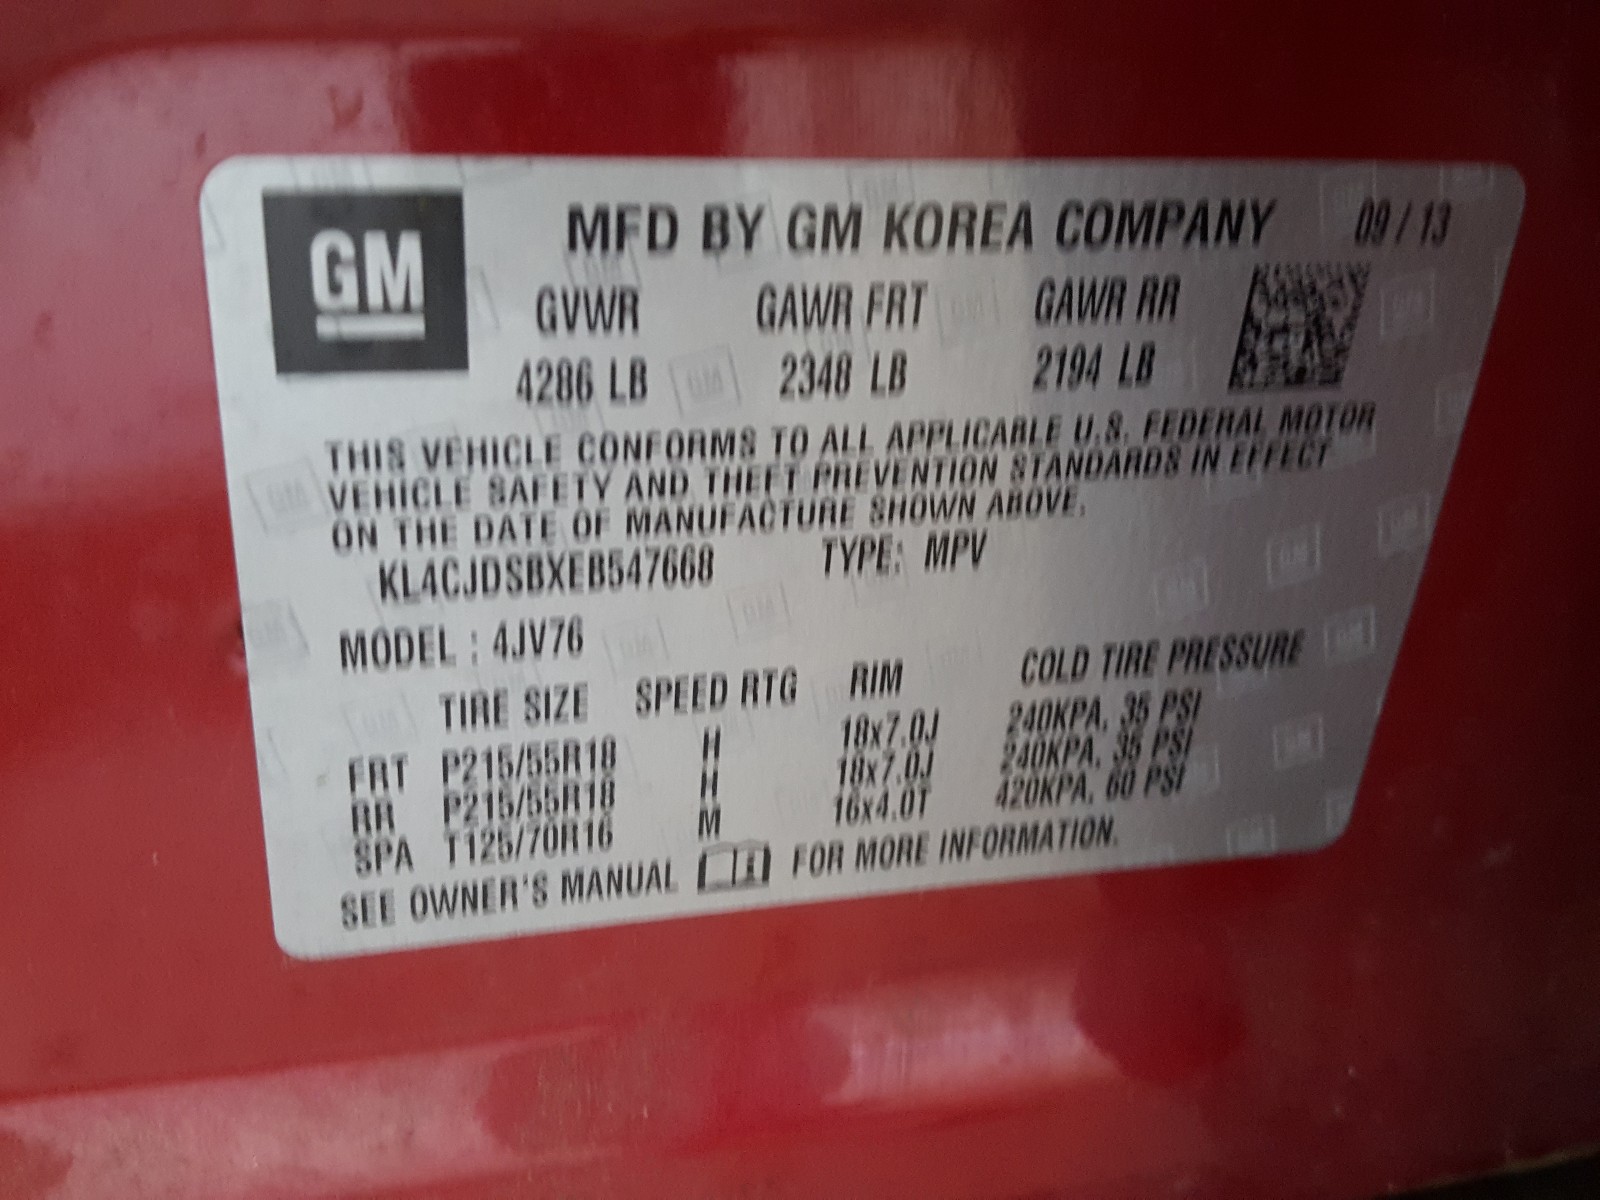 GM
MFD BY GM KOREA COMPANY 09/13
GVWR GAWR FRT GAWR RR
4286 LB 2348 LB 2194 LB
THIS VEHICLE CONFORMS TO ALL APPLICABLE U.S. FEDERAL MOTOR
VEHICLE SAFETY AND THEFT PREVENTION STANDARDS IN EFFECT
ON THE DATE OF MANUFACTURE SHOWN ABOVE.
KL4CJDSBXEB547668 TYPE: MPV
MODEL : 4JV76
TIRE SIZE SPEED RTG RIM COLD TIRE PRESSURE
FRT P215/55R18 H 18x7.0J 240KPA, 35 PSI
RR P215/55R18 H 18x7.0J 240KPA, 35 PSI
SPA T125/70R16 M 16x4.0T 420KPA, 60 PSI
SEE OWNER'S MANUAL FOR MORE INFORMATION.